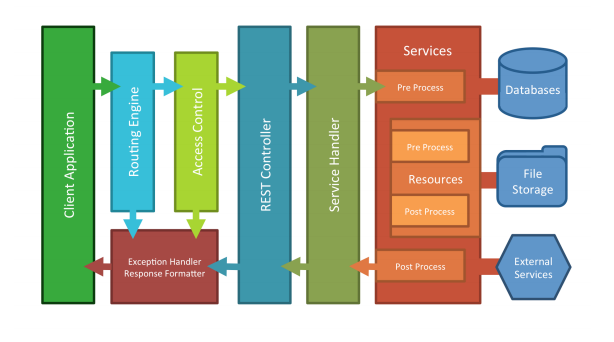 Client Application
Routing Engine
Access Control
Exception Handler
Response Formatter
REST Controller
Service Handler
Services
Pre Process
Pre Process
Resources
Post Process
Post Process
Databases
File
Storage
External
Services